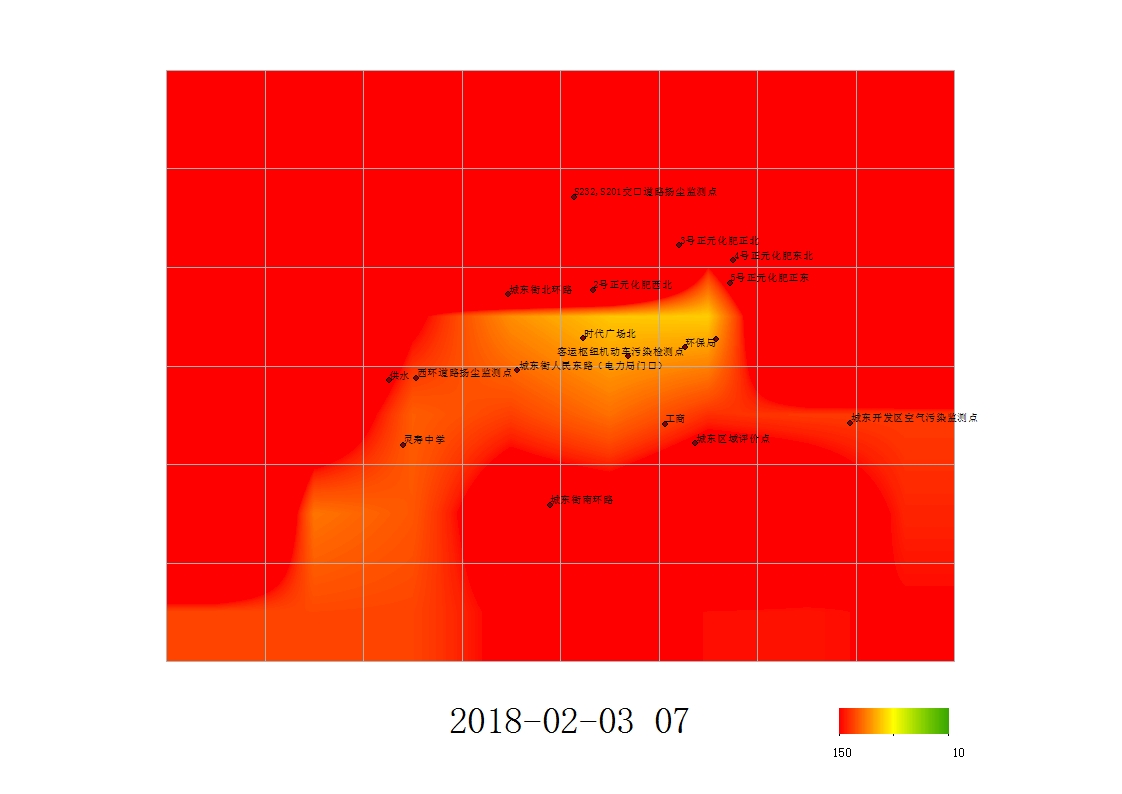 S232,S201交口道路扬尘监测点
3号正元化肥正北
4号正元化肥东北
5号正元化肥正东
2号正元化肥西北
城东街北环路
时代广场北
环保局
客运枢纽机动车污染检测点
城东街人民东路（电力局门口）
西环道路扬尘监测点
供水
工商
城东开发区空气污染监测点
城东区域评价点
灵寿中学
城东街南环路
2018-02-03 07
150
10